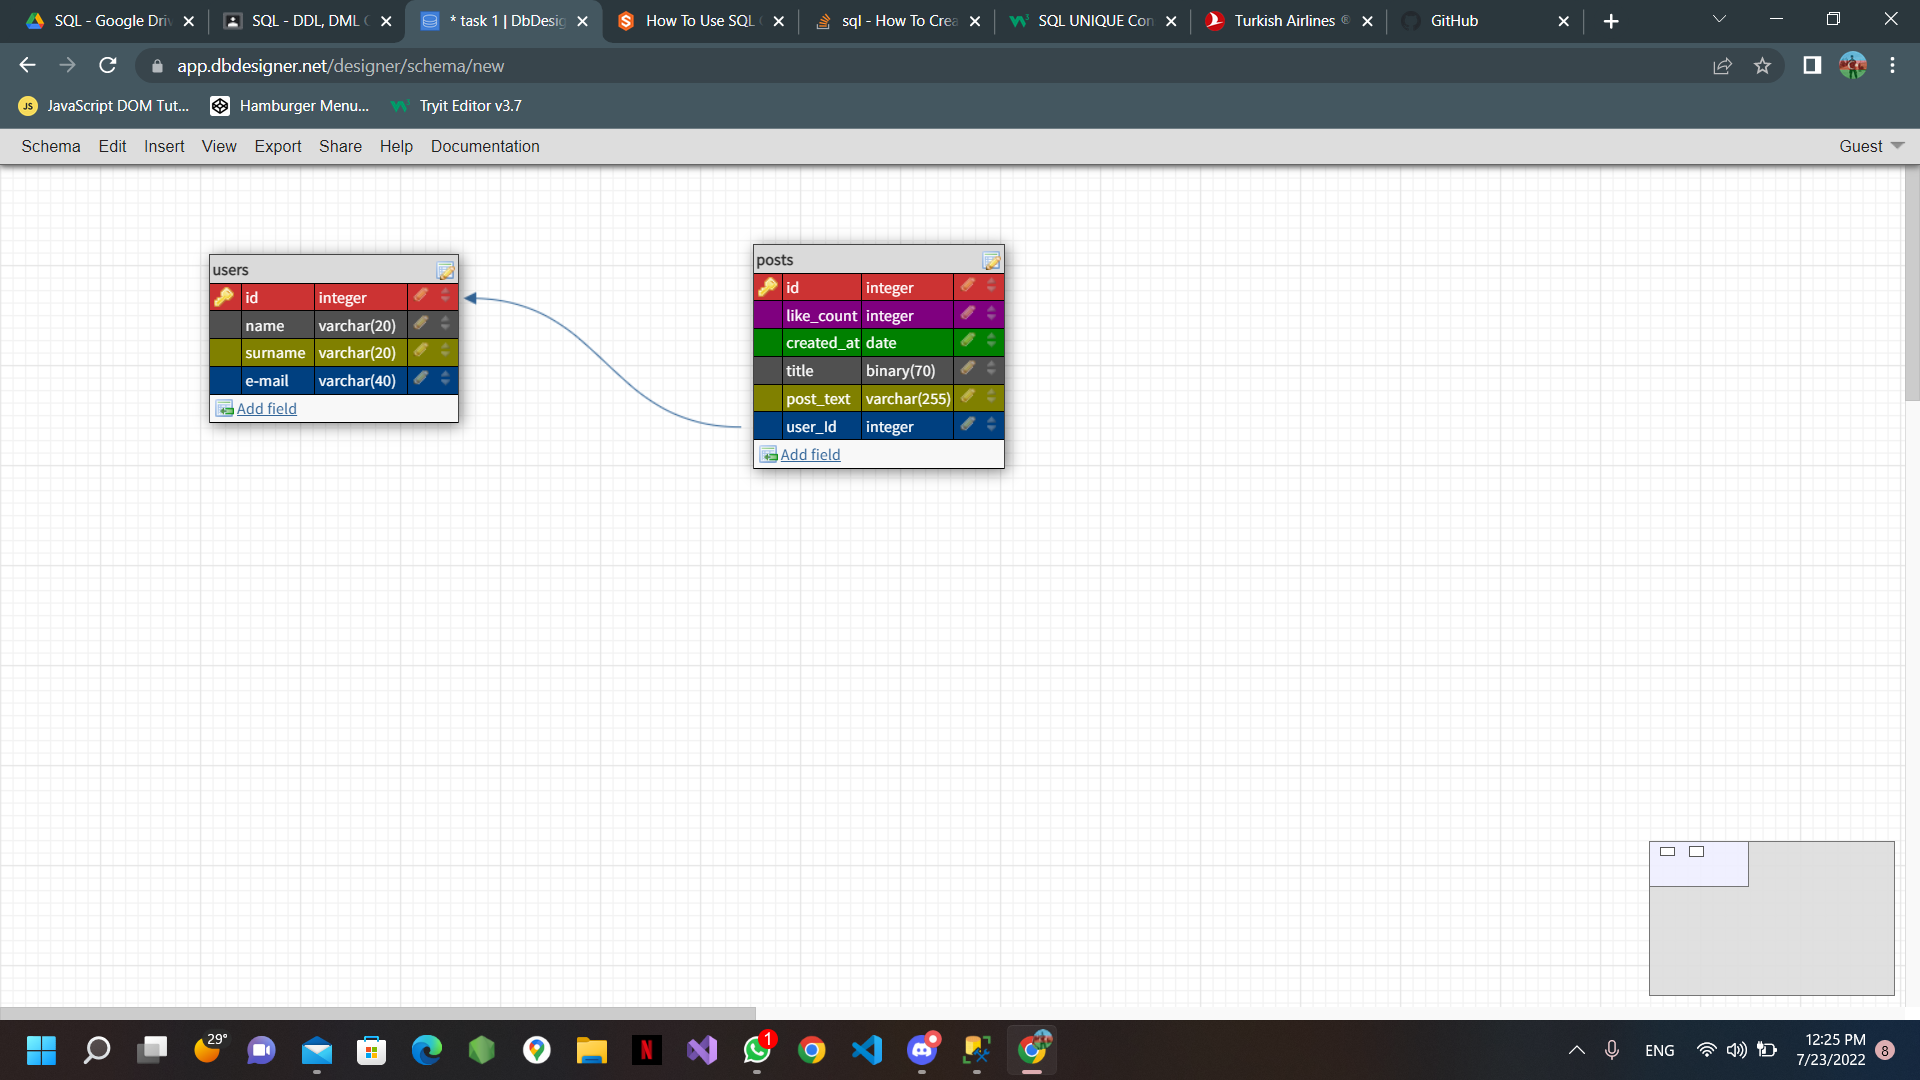 SQL - Google Driv
SQL - DDL, DML C
* task 1 | DbDesig
How To Use SQL C
sql - How To Crea
SQL UNIQUE Con
Turkish Airlines ®
GitHub
app.dbdesigner.net/designer/schema/new
JS JavaScript DOM Tut...
Hamburger Menu...
Tryit Editor v3.7
Schema Edit Insert View Export Share Help Documentation
Guest
users
id integer
name varchar(20)
surname varchar(20)
e-mail varchar(40)
Add field
posts
id integer
like_count integer
created_at date
title binary(70)
post_text varchar(255)
user_Id integer
Add field
29°
N
1
ENG
12:25 PM
7/23/2022
8